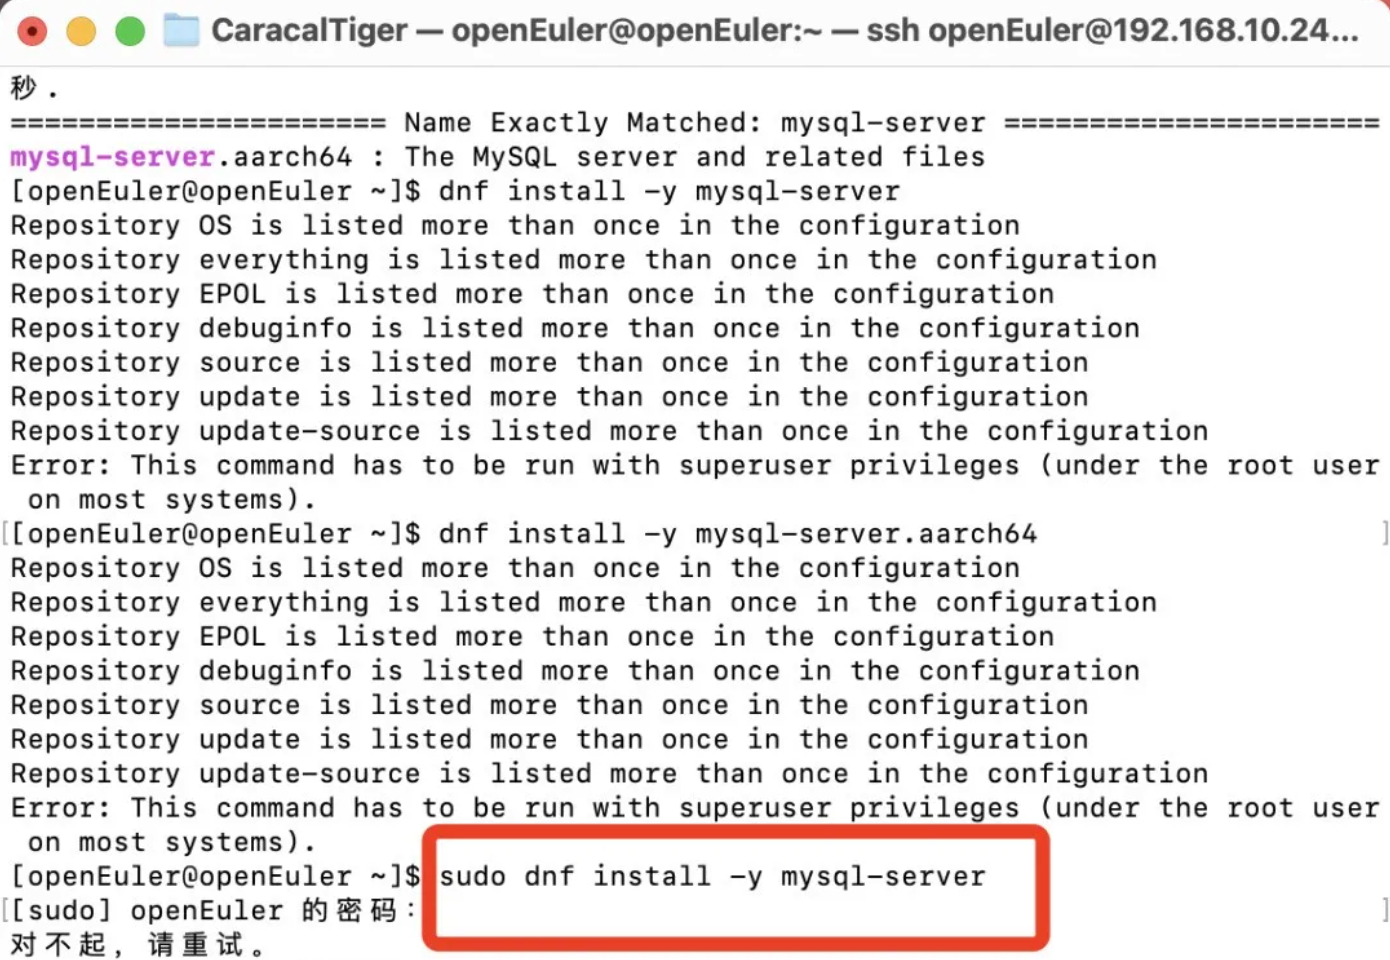 CaracalTiger — openEuler@openEuler:~ — ssh openEuler@192.168.10.24...
秒.
====================== Name Exactly Matched: mysql-server ======================
mysql-server.aarch64 : The MySQL server and related files
[openEuler@openEuler ~]$ dnf install -y mysql-server
Repository OS is listed more than once in the configuration
Repository everything is listed more than once in the configuration
Repository EPOL is listed more than once in the configuration
Repository debuginfo is listed more than once in the configuration
Repository source is listed more than once in the configuration
Repository update is listed more than once in the configuration
Repository update-source is listed more than once in the configuration
Error: This command has to be run with superuser privileges (under the root user
 on most systems).
[[openEuler@openEuler ~]$ dnf install -y mysql-server.aarch64 ]
Repository OS is listed more than once in the configuration
Repository everything is listed more than once in the configuration
Repository EPOL is listed more than once in the configuration
Repository debuginfo is listed more than once in the configuration
Repository source is listed more than once in the configuration
Repository update is listed more than once in the configuration
Repository update-source is listed more than once in the configuration
Error: This command has to be run with superuser privileges (under the root user
 on most systems).
[openEuler@openEuler ~]$ sudo dnf install -y mysql-server
[[sudo] openEuler 的密码： ]
对不起，请重试。